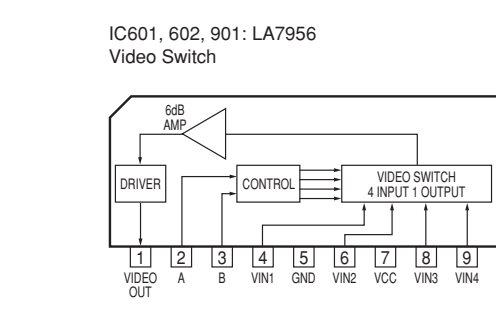 IC601, 602, 901: LA7956
Video Switch
6dB
AMP
DRIVER
CONTROL
VIDEO SWITCH
4 INPUT 1 OUTPUT
1 2 3 4 5 6 7 8 9
VIDEO OUT A B VIN1 GND VIN2 VCC VIN3 VIN4